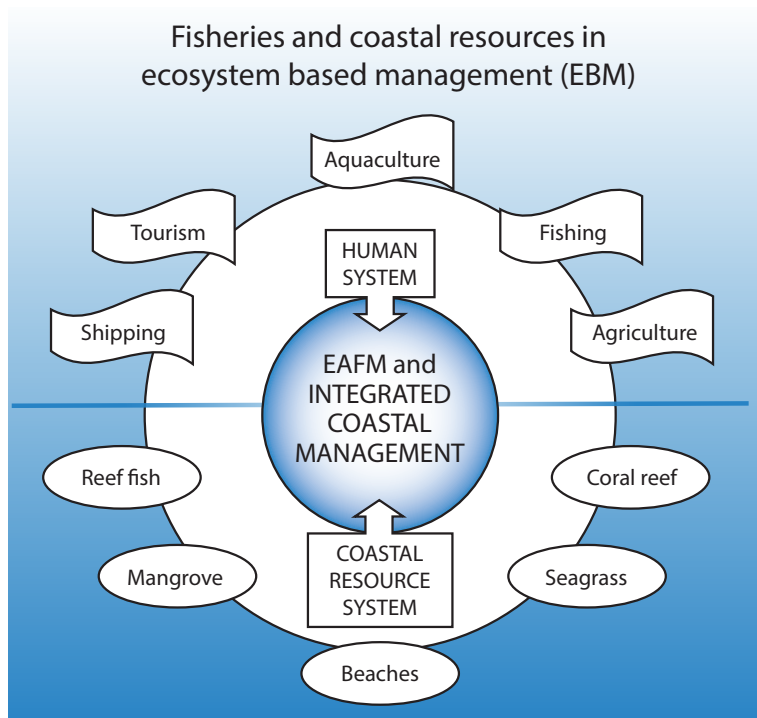 Fisheries and coastal resources in
ecosystem based management (EBM)
Aquaculture
Tourism
Fishing
HUMAN
SYSTEM
Shipping
Agriculture
EAFM and
INTEGRATED
COASTAL
MANAGEMENT
Reef fish
Coral reef
COASTAL
RESOURCE
SYSTEM
Mangrove
Seagrass
Beaches